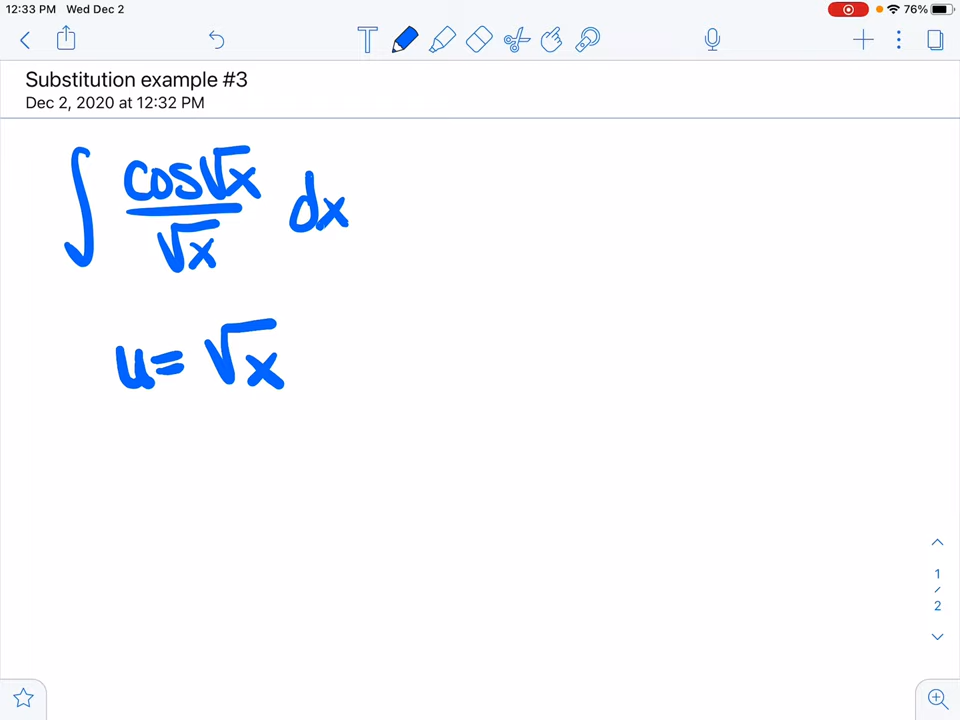 12:33 PM Wed Dec 2 76%
T
Substitution example #3
Dec 2, 2020 at 12:32 PM
∫ cos√x / √x dx
u = √x
1
/
2